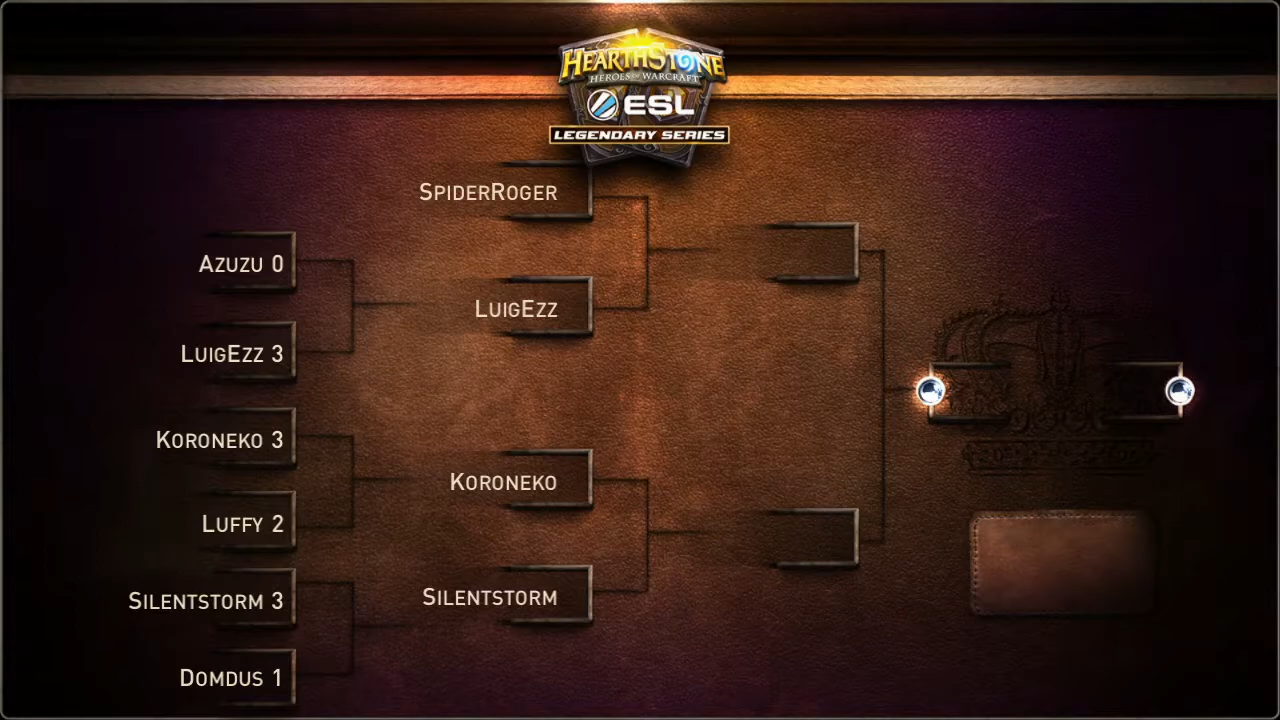 HEARTHSTONE
HEROES OF WARCRAFT
ESL
LEGENDARY SERIES
SPIDERROGER
AZUZU 0
LUIGEZZ
LUIGEZZ 3
KORONEKO 3
KORONEKO
LUFFY 2
SILENTSTORM
SILENTSTORM 3
DOMDUS 1